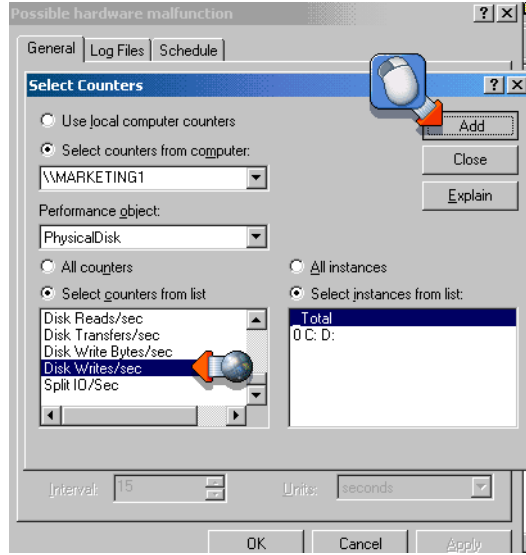 Possible hardware malfunction
General
Log Files
Schedule
Select Counters
Use local computer counters
Select counters from computer:
\\MARKETING1
Performance object:
PhysicalDisk
All counters
Select counters from list
Disk Reads/sec
Disk Transfers/sec
Disk Write Bytes/sec
Disk Writes/sec
Split IO/Sec
All instances
Select instances from list:
_Total
0 C: D:
Add
Close
Explain
Interval: 15
Units: seconds
OK
Cancel
Apply